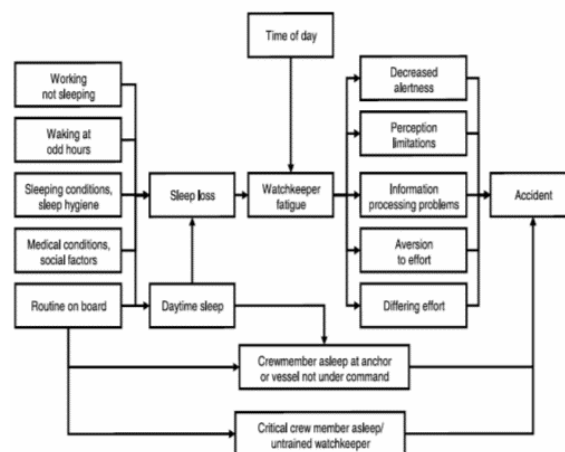 Time of day
Working
not sleeping
Waking at
odd hours
Sleeping conditions,
sleep hygiene
Medical conditions,
social factors
Routine on board
Sleep loss
Daytime sleep
Watchkeeper
fatigue
Decreased
alertness
Perception
limitations
Information
processing problems
Aversion
to effort
Differing effort
Accident
Crewmember asleep at anchor
or vessel not under command
Critical crew member asleep/
untrained watchkeeper